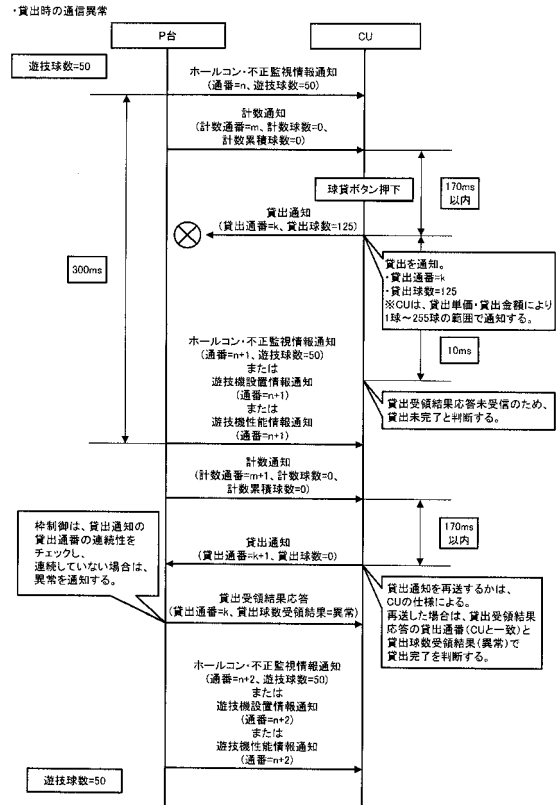 ・貸出時の通信異常
P台
CU
遊技球数=50
ホールコン・不正監視情報通知
(通番=n、遊技球数=50)
計数通知
(計数通番=m、計数球数=0、
計数累積球数=0)
170ms
以内
球貸ボタン押下
貸出通知
(貸出通番=k、貸出球数=125)
300ms
貸出を通知。
・貸出通番=k
・貸出球数=125
※CUは、貸出単価・貸出金額により
1球～255球の範囲で通知する。
10ms
ホールコン・不正監視情報通知
(通番=n+1、遊技球数=50)
または
遊技機設置情報通知
(通番=n+1)
または
遊技機性能情報通知
(通番=n+1)
貸出受領結果応答未受信のため、
貸出未完了と判断する。
計数通知
(計数通番=m+1、計数球数=0、
計数累積球数=0)
170ms
以内
枠制御は、貸出通知の
貸出通番の連続性を
チェックし、
連続していない場合は、
異常を通知する。
貸出通知
(貸出通番=k+1、貸出球数=0)
貸出受領結果応答
(貸出通番=k、貸出球数受領結果=異常)
貸出通知を再送するかは、
CUの仕様による。
再送した場合は、貸出受領結果
応答の貸出通番(CUと一致)と
貸出球数受領結果(異常)で
貸出完了を判断する。
ホールコン・不正監視情報通知
(通番=n+2、遊技球数=50)
または
遊技機設置情報通知
(通番=n+2)
または
遊技機性能情報通知
(通番=n+2)
遊技球数=50